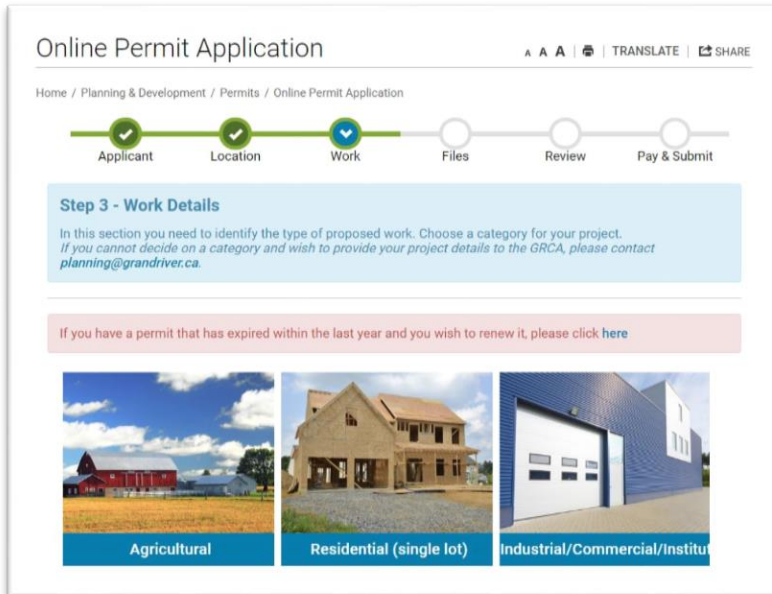 Online Permit Application
A A A | | TRANSLATE | SHARE
Home / Planning & Development / Permits / Online Permit Application
Applicant Location Work Files Review Pay & Submit
Step 3 - Work Details
In this section you need to identify the type of proposed work. Choose a category for your project.
If you cannot decide on a category and wish to provide your project details to the GRCA, please contact
planning@grandriver.ca.
If you have a permit that has expired within the last year and you wish to renew it, please click here
Agricultural Residential (single lot) Industrial/Commercial/Institut